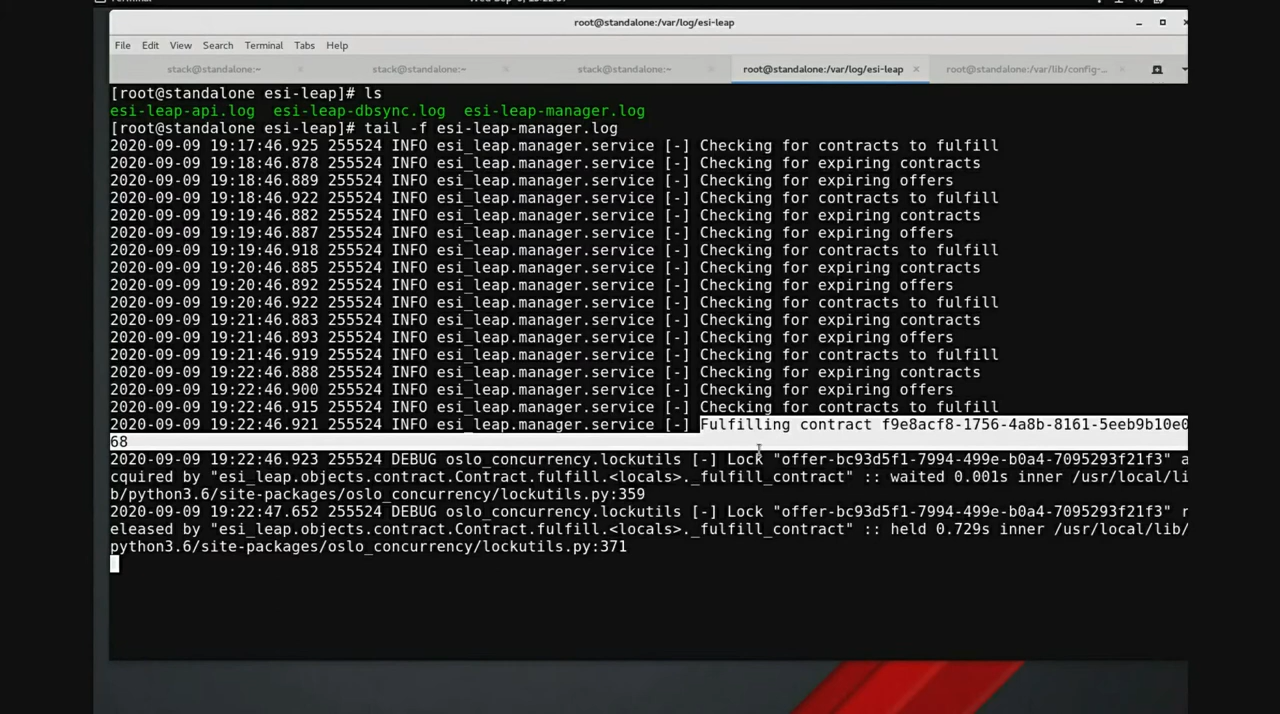 root@standalone:/var/log/esi-leap
File Edit View Search Terminal Tabs Help
stack@standalone:~ stack@standalone:~ stack@standalone:~ root@standalone:/var/log/esi-leap root@standalone:/var/lib/config-...
[root@standalone esi-leap]# ls
esi-leap-api.log esi-leap-dbsync.log esi-leap-manager.log
[root@standalone esi-leap]# tail -f esi-leap-manager.log
2020-09-09 19:17:46.925 255524 INFO esi_leap.manager.service [-] Checking for contracts to fulfill
2020-09-09 19:18:46.878 255524 INFO esi_leap.manager.service [-] Checking for expiring contracts
2020-09-09 19:18:46.889 255524 INFO esi_leap.manager.service [-] Checking for expiring offers
2020-09-09 19:18:46.922 255524 INFO esi_leap.manager.service [-] Checking for contracts to fulfill
2020-09-09 19:19:46.882 255524 INFO esi_leap.manager.service [-] Checking for expiring contracts
2020-09-09 19:19:46.887 255524 INFO esi_leap.manager.service [-] Checking for expiring offers
2020-09-09 19:19:46.918 255524 INFO esi_leap.manager.service [-] Checking for contracts to fulfill
2020-09-09 19:20:46.885 255524 INFO esi_leap.manager.service [-] Checking for expiring contracts
2020-09-09 19:20:46.892 255524 INFO esi_leap.manager.service [-] Checking for expiring offers
2020-09-09 19:20:46.922 255524 INFO esi_leap.manager.service [-] Checking for contracts to fulfill
2020-09-09 19:21:46.883 255524 INFO esi_leap.manager.service [-] Checking for expiring contracts
2020-09-09 19:21:46.893 255524 INFO esi_leap.manager.service [-] Checking for expiring offers
2020-09-09 19:21:46.919 255524 INFO esi_leap.manager.service [-] Checking for contracts to fulfill
2020-09-09 19:22:46.888 255524 INFO esi_leap.manager.service [-] Checking for expiring contracts
2020-09-09 19:22:46.900 255524 INFO esi_leap.manager.service [-] Checking for expiring offers
2020-09-09 19:22:46.915 255524 INFO esi_leap.manager.service [-] Checking for contracts to fulfill
2020-09-09 19:22:46.921 255524 INFO esi_leap.manager.service [-] Fulfilling contract f9e8acf8-1756-4a8b-8161-5eeb9b10e0
68
2020-09-09 19:22:46.923 255524 DEBUG oslo_concurrency.lockutils [-] Lock "offer-bc93d5f1-7994-499e-b0a4-7095293f21f3" a
cquired by "esi_leap.objects.contract.Contract.fulfill.<locals>._fulfill_contract" :: waited 0.001s inner /usr/local/li
b/python3.6/site-packages/oslo_concurrency/lockutils.py:359
2020-09-09 19:22:47.652 255524 DEBUG oslo_concurrency.lockutils [-] Lock "offer-bc93d5f1-7994-499e-b0a4-7095293f21f3" r
eleased by "esi_leap.objects.contract.Contract.fulfill.<locals>._fulfill_contract" :: held 0.729s inner /usr/local/lib/
python3.6/site-packages/oslo_concurrency/lockutils.py:371